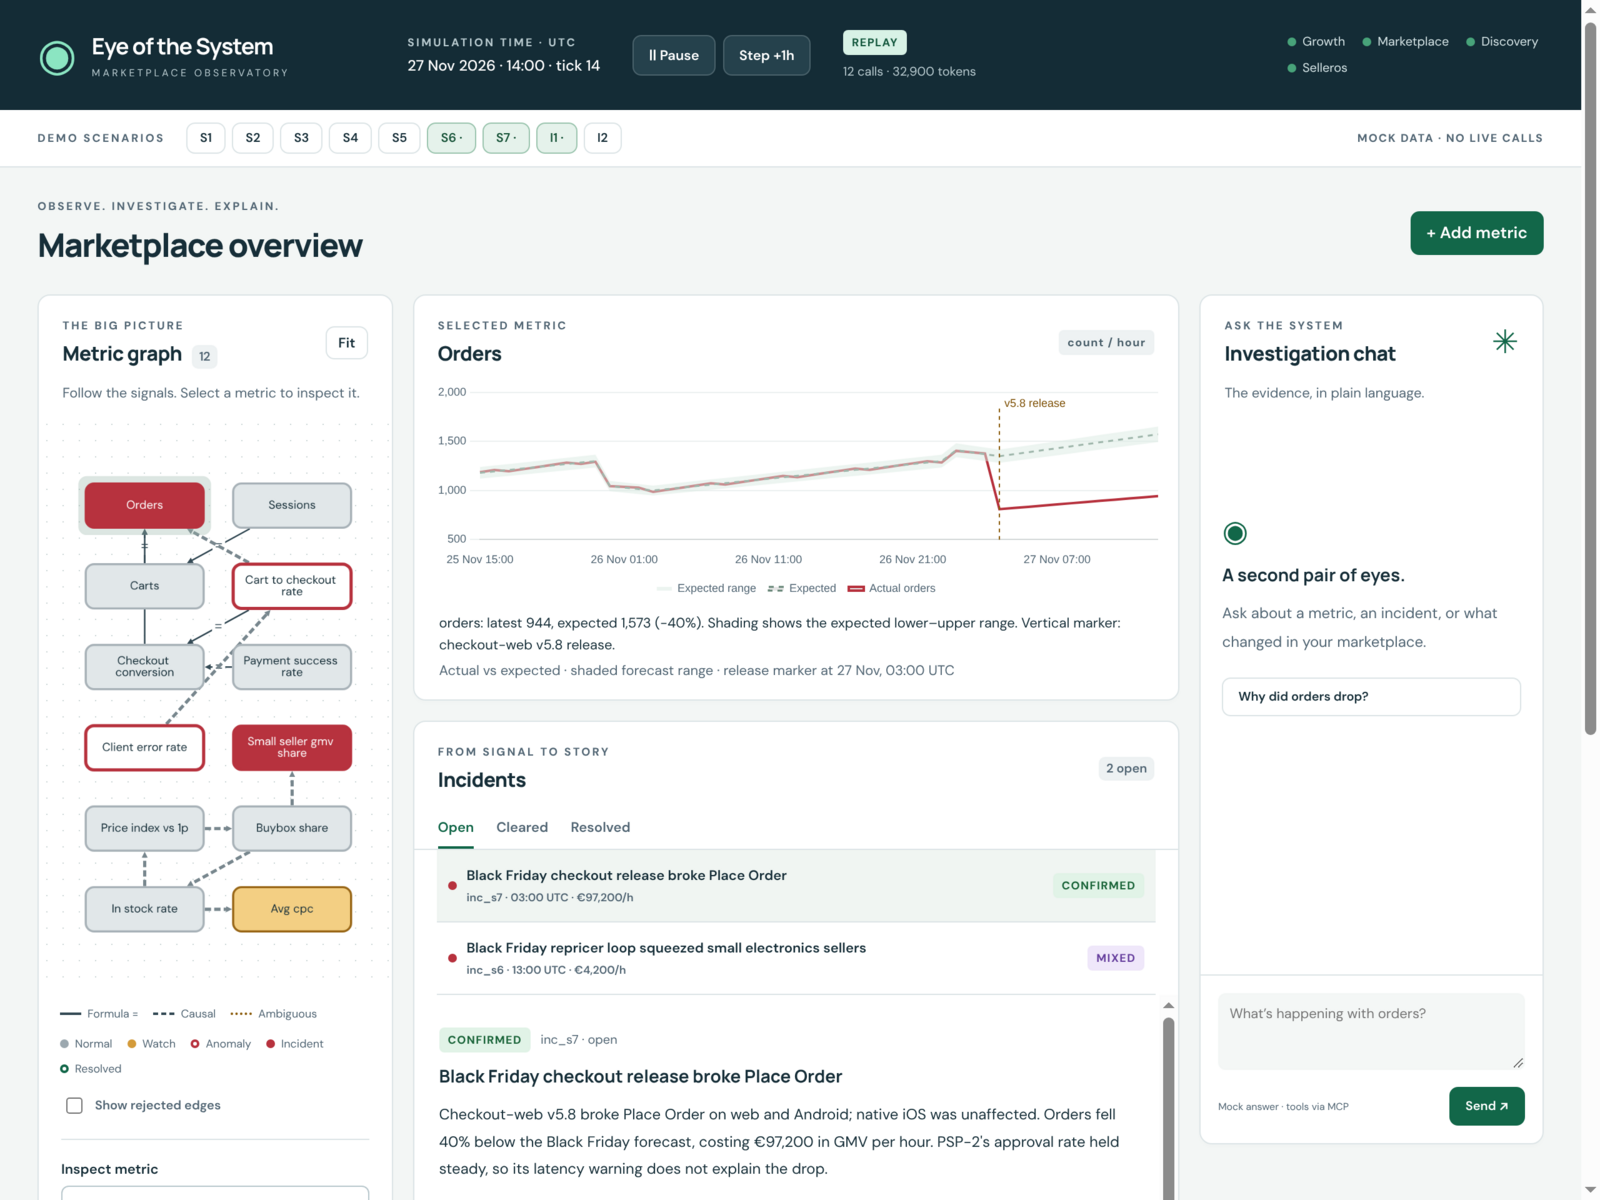 Eye of the System
MARKETPLACE OBSERVATORY
SIMULATION TIME · UTC
27 Nov 2026 · 14:00 · tick 14
Pause
Step +1h
REPLAY
12 calls · 32,900 tokens
Growth
Marketplace
Discovery
Selleros
DEMO SCENARIOS
S1
S2
S3
S4
S5
S6 ·
S7 ·
I1 ·
I2
MOCK DATA · NO LIVE CALLS
OBSERVE. INVESTIGATE. EXPLAIN.
Marketplace overview
+ Add metric
THE BIG PICTURE
Metric graph 12
Fit
Follow the signals. Select a metric to inspect it.
Orders
Sessions
=
=
Carts
Cart to checkout
rate
=
Checkout
conversion
Payment success
rate
Client error rate
Small seller gmv
share
Price index vs 1p
Buybox share
In stock rate
Avg cpc
Formula =
Causal
Ambiguous
Normal
Watch
Anomaly
Incident
Resolved
Show rejected edges
Inspect metric
SELECTED METRIC
Orders
count / hour
2,000
1,500
1,000
500
v5.8 release
25 Nov 15:00
26 Nov 01:00
26 Nov 11:00
26 Nov 21:00
27 Nov 07:00
Expected range
Expected
Actual orders
orders: latest 944, expected 1,573 (-40%). Shading shows the expected lower–upper range. Vertical marker:
checkout-web v5.8 release.
Actual vs expected · shaded forecast range · release marker at 27 Nov, 03:00 UTC
FROM SIGNAL TO STORY
Incidents
2 open
Open
Cleared
Resolved
Black Friday checkout release broke Place Order
inc_s7 · 03:00 UTC · €97,200/h
CONFIRMED
Black Friday repricer loop squeezed small electronics sellers
inc_s6 · 13:00 UTC · €4,200/h
MIXED
CONFIRMED
inc_s7 · open
Black Friday checkout release broke Place Order
Checkout-web v5.8 broke Place Order on web and Android; native iOS was unaffected. Orders fell
40% below the Black Friday forecast, costing €97,200 in GMV per hour. PSP-2's approval rate held
steady, so its latency warning does not explain the drop.
ASK THE SYSTEM
Investigation chat
The evidence, in plain language.
A second pair of eyes.
Ask about a metric, an incident, or what
changed in your marketplace.
Why did orders drop?
What's happening with orders?
Mock answer · tools via MCP
Send ↗